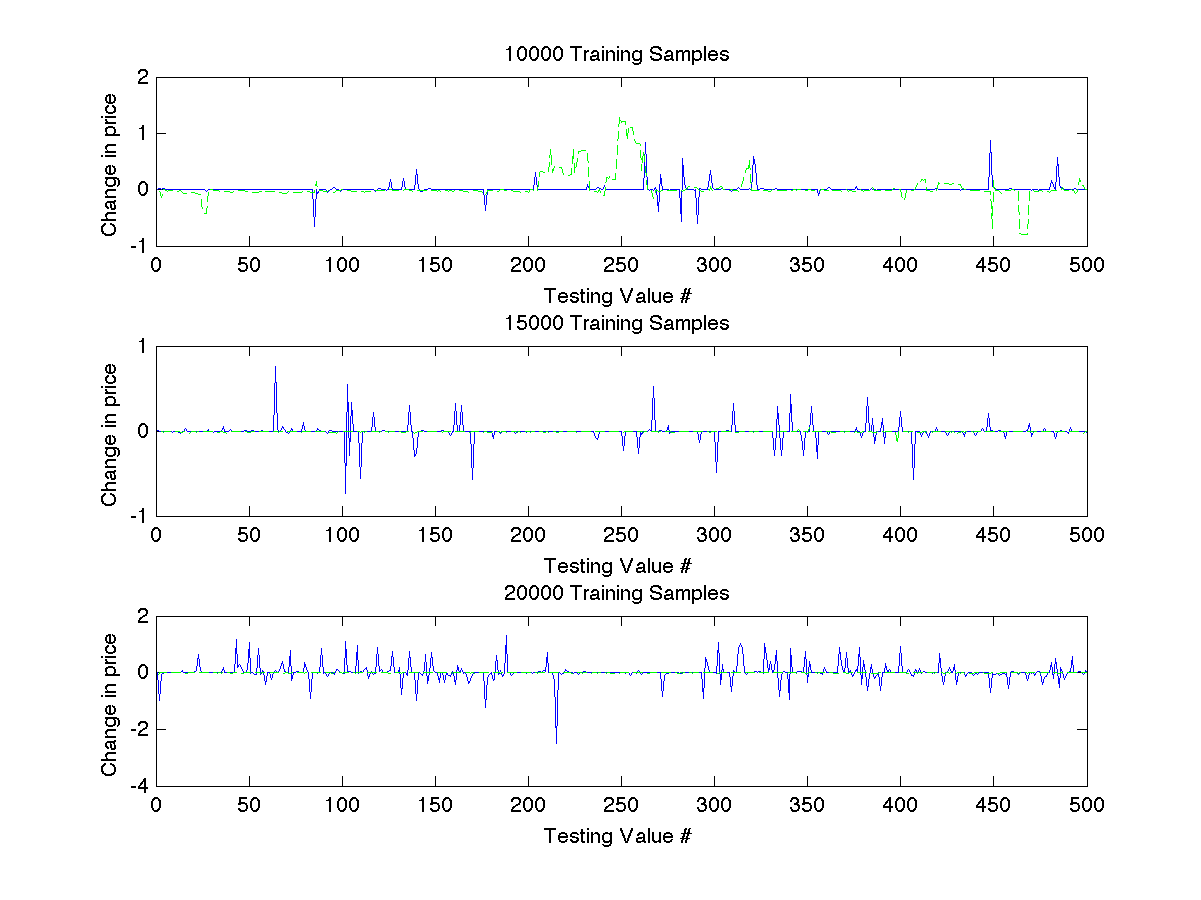 10000 Training Samples
2
1
0
-1
Change in price
0 50 100 150 200 250 300 350 400 450 500
Testing Value #
15000 Training Samples
1
0
-1
Change in price
0 50 100 150 200 250 300 350 400 450 500
Testing Value #
20000 Training Samples
2
0
-2
-4
Change in price
0 50 100 150 200 250 300 350 400 450 500
Testing Value #